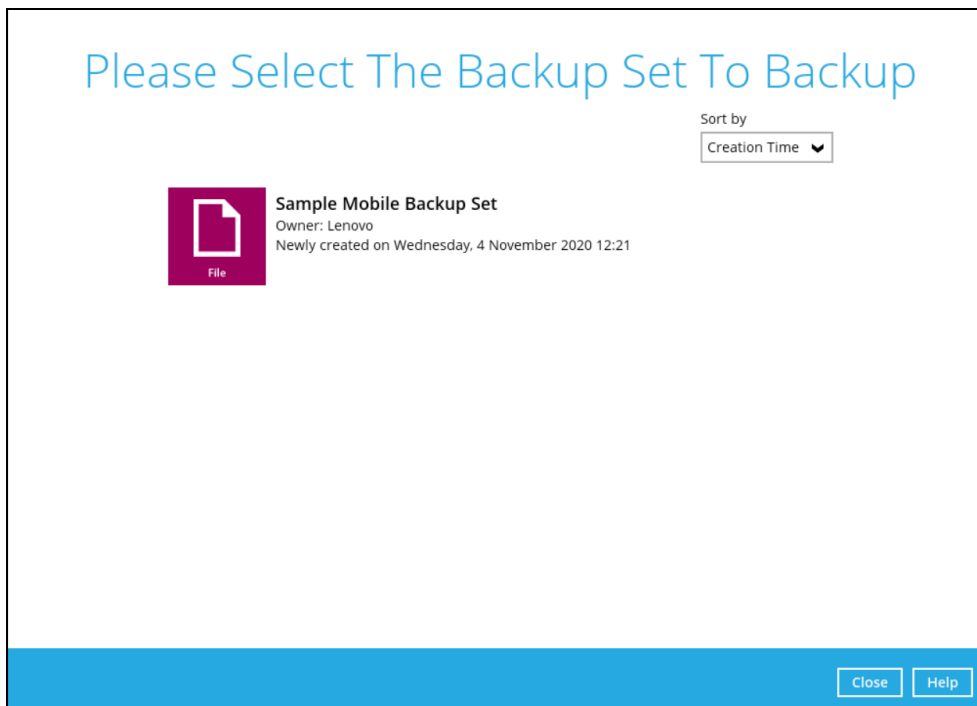 Please Select The Backup Set To Backup
Sort by
Creation Time
Sample Mobile Backup Set
Owner: Lenovo
Newly created on Wednesday, 4 November 2020 12:21
File
Close
Help